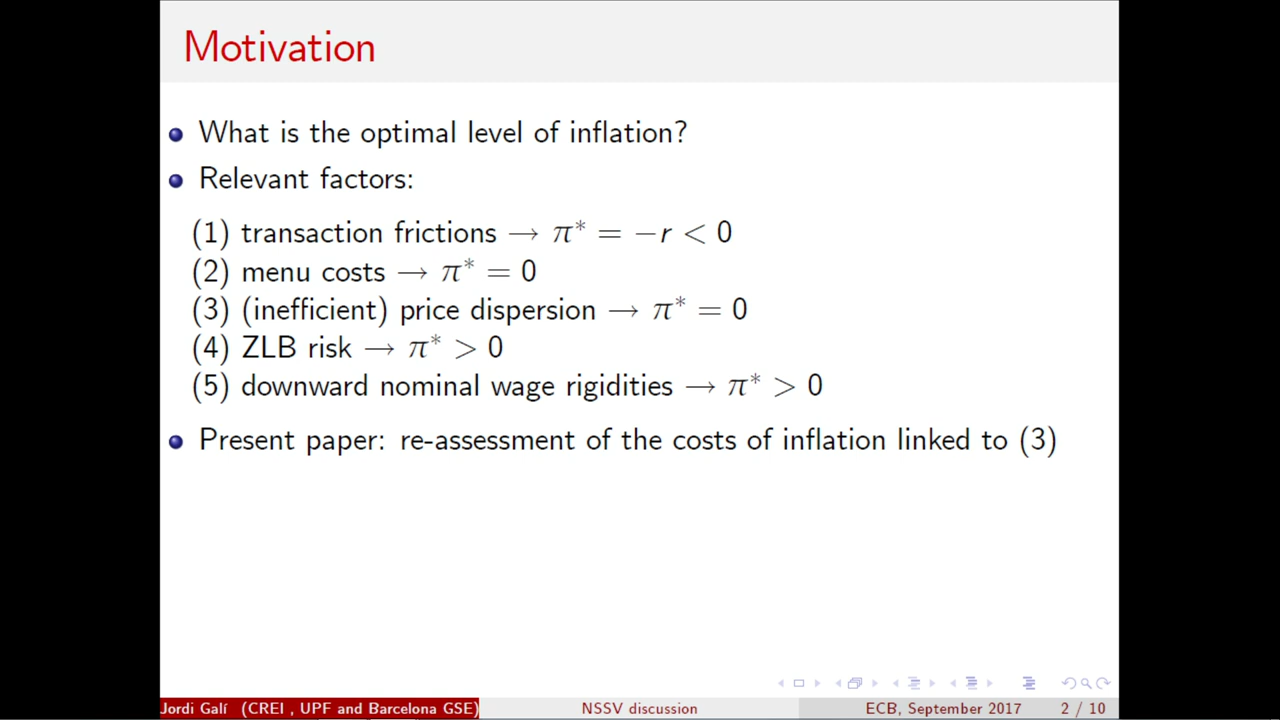 Motivation
What is the optimal level of inflation?
Relevant factors:
(1) transaction frictions → π* = −r < 0
(2) menu costs → π* = 0
(3) (inefficient) price dispersion → π* = 0
(4) ZLB risk → π* > 0
(5) downward nominal wage rigidities → π* > 0
Present paper: re-assessment of the costs of inflation linked to (3)
Jordi Galí (CREI , UPF and Barcelona GSE) NSSV discussion ECB, September 2017 2 / 10